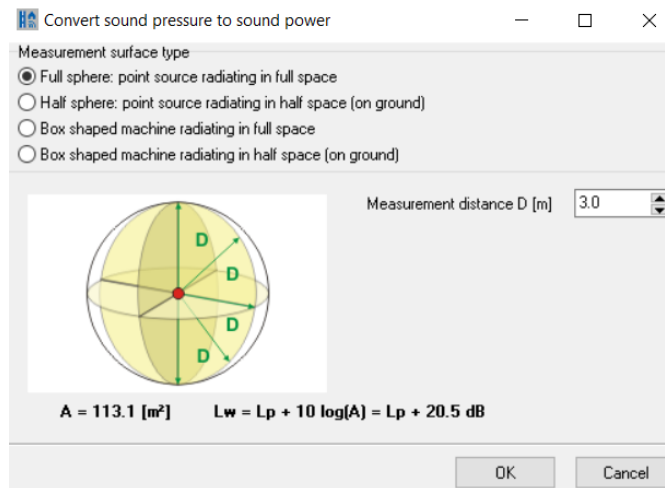 Convert sound pressure to sound power
Measurement surface type
Full sphere: point source radiating in full space
Half sphere: point source radiating in half space (on ground)
Box shaped machine radiating in full space
Box shaped machine radiating in half space (on ground)
Measurement distance D [m] 3.0
D
D
D
D
A = 113.1 [m²] Lw = Lp + 10 log(A) = Lp + 20.5 dB
OK Cancel